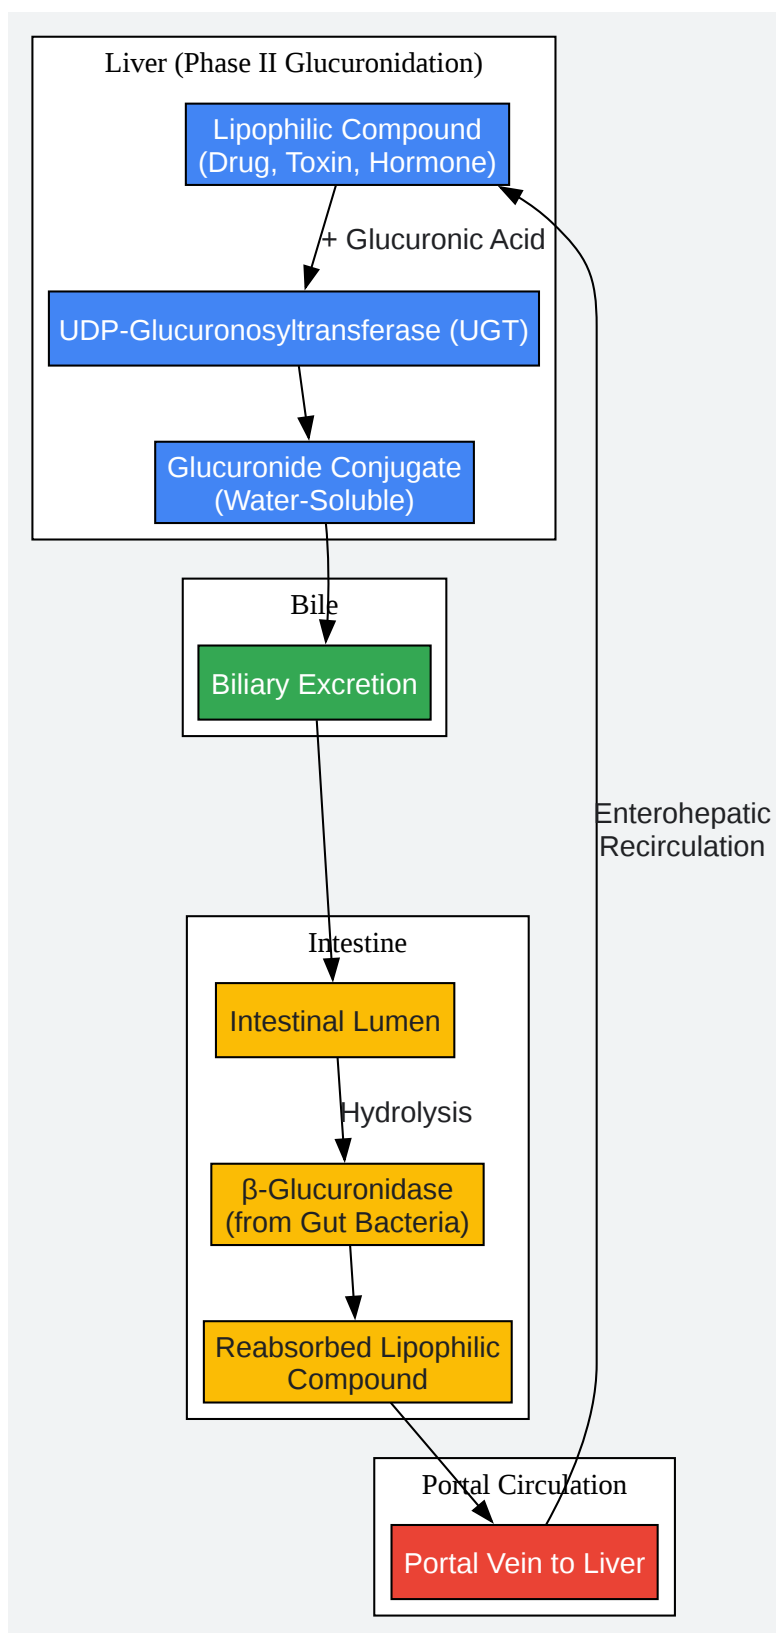 Liver (Phase II Glucuronidation)
Lipophilic Compound
(Drug, Toxin, Hormone)
+ Glucuronic Acid
UDP-Glucuronosyltransferase (UGT)
Glucuronide Conjugate
(Water-Soluble)
Bile
Biliary Excretion
Enterohepatic
Recirculation
Intestine
Intestinal Lumen
Hydrolysis
β-Glucuronidase
(from Gut Bacteria)
Reabsorbed Lipophilic
Compound
Portal Circulation
Portal Vein to Liver